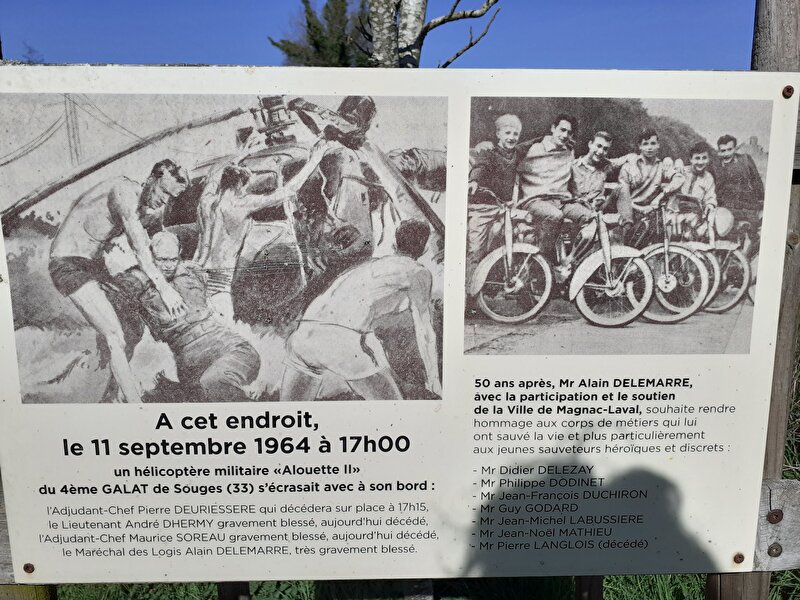 A cet endroit,
le 11 septembre 1964 à 17h00
un hélicoptère militaire «Alouette II»
du 4ème GALAT de Souges (33) s'écrasait avec à son bord :
l'Adjudant-Chef Pierre DEURIESSERE qui décédera sur place à 17h15,
le Lieutenant André DHERMY gravement blessé, aujourd'hui décédé,
l'Adjudant-Chef Maurice SOREAU gravement blessé, aujourd'hui décédé,
le Maréchal des Logis Alain DELEMARRE, très gravement blessé.
50 ans après, Mr Alain DELEMARRE,
avec la participation et le soutien
de la Ville de Magnac-Laval, souhaite rendre
hommage aux corps de métiers qui lui
ont sauvé la vie et plus particulièrement
aux jeunes sauveteurs héroïques et discrets :
- Mr Didier DELEZAY
- Mr Philippe DODINET
- Mr Jean-François DUCHIRON
- Mr Guy GODARD
- Mr Jean-Michel LABUSSIERE
- Mr Jean-Noël MATHIEU
- Mr Pierre LANGLOIS (décédé)